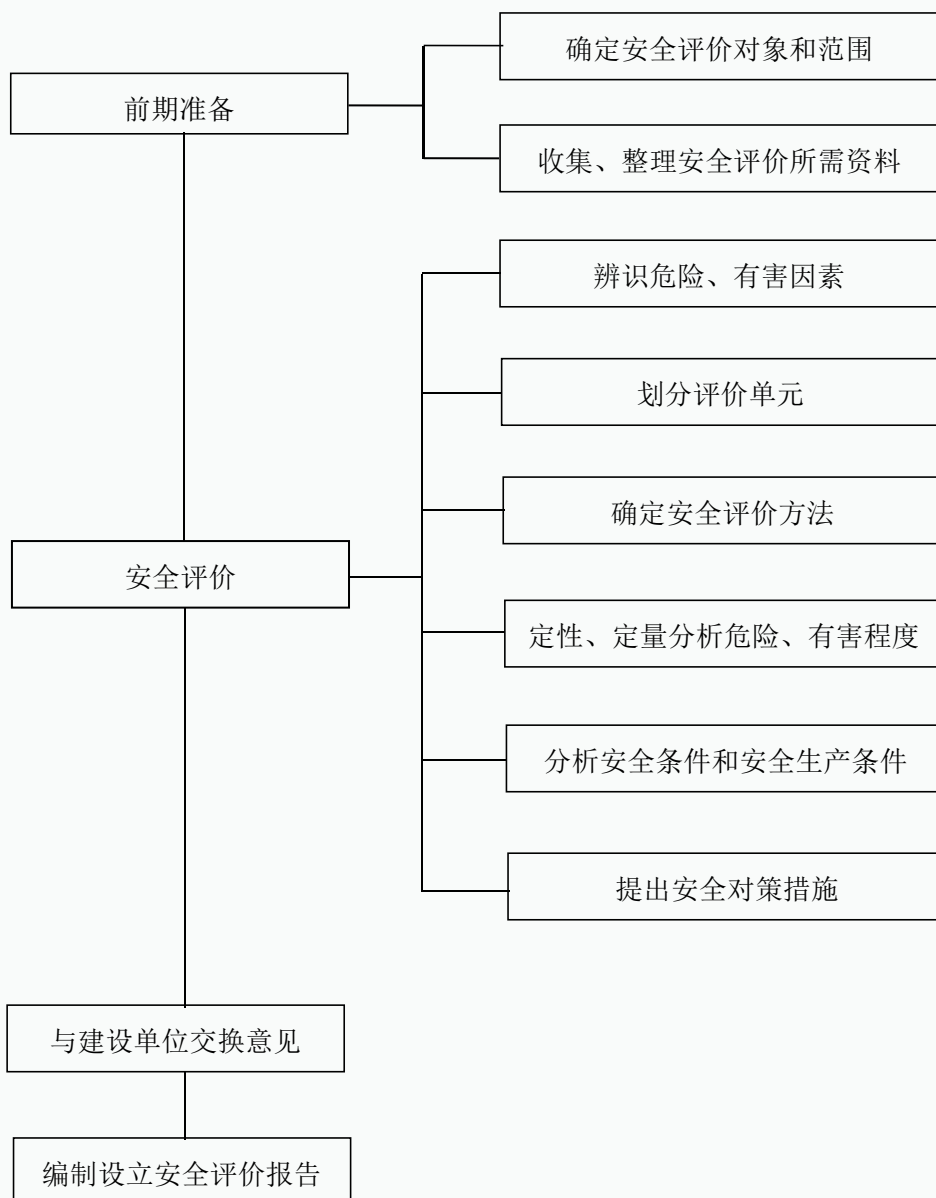 确定安全评价对象和范围
前期准备
收集、整理安全评价所需资料
辨识危险、有害因素
划分评价单元
确定安全评价方法
安全评价
定性、定量分析危险、有害程度
分析安全条件和安全生产条件
提出安全对策措施
与建设单位交换意见
编制设立安全评价报告